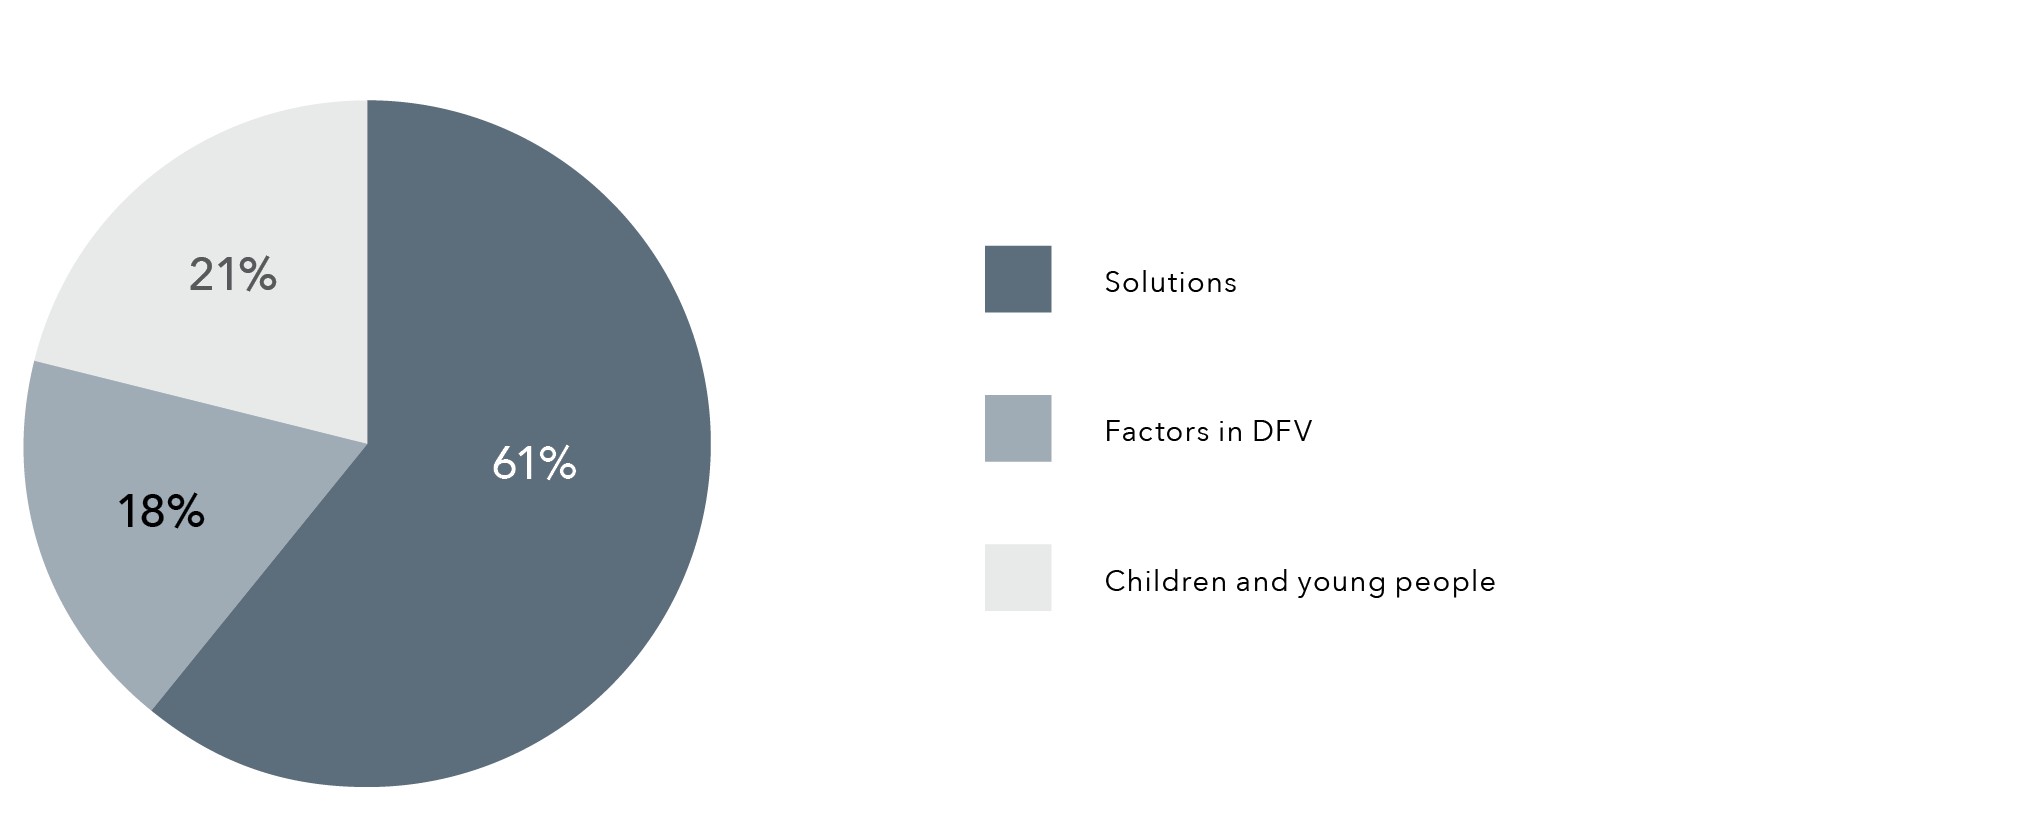 21%
61%
18%
Solutions
Factors in DFV
Children and young people